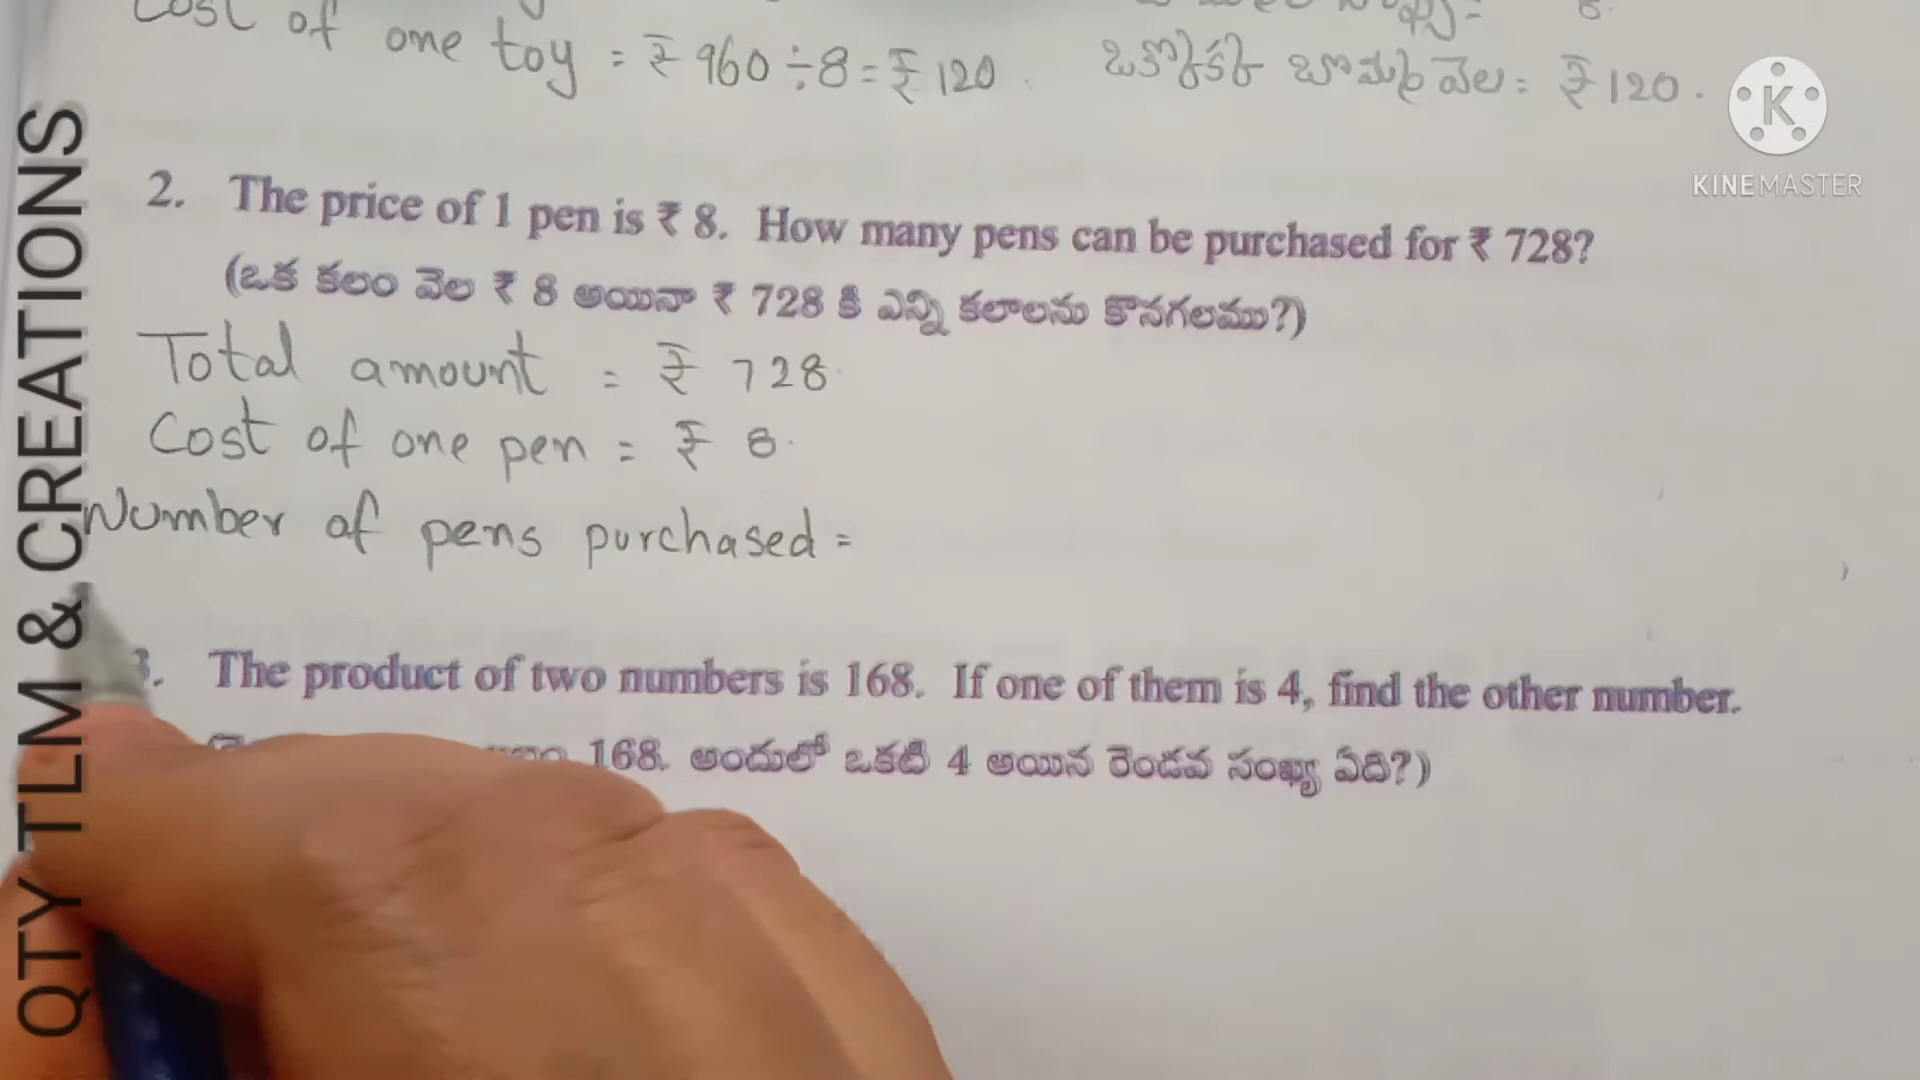 Cost of one toy = ₹ 960 ÷ 8 = ₹ 120.
ఒక్కొక్క బొమ్మ వెల = ₹ 120.
K
KINEMASTER
QTY TLM & CREATIONS
2. The price of 1 pen is ₹ 8. How many pens can be purchased for ₹ 728?
(ఒక కలం వెల ₹ 8 అయినా ₹ 728 కి ఎన్ని కలాలను కొనగలము?)
Total amount = ₹ 728.
Cost of one pen = ₹ 8.
Number of pens purchased =
3. The product of two numbers is 168. If one of them is 4, find the other number.
168. అందులో ఒకటి 4 అయిన రెండవ సంఖ్య ఏది?)